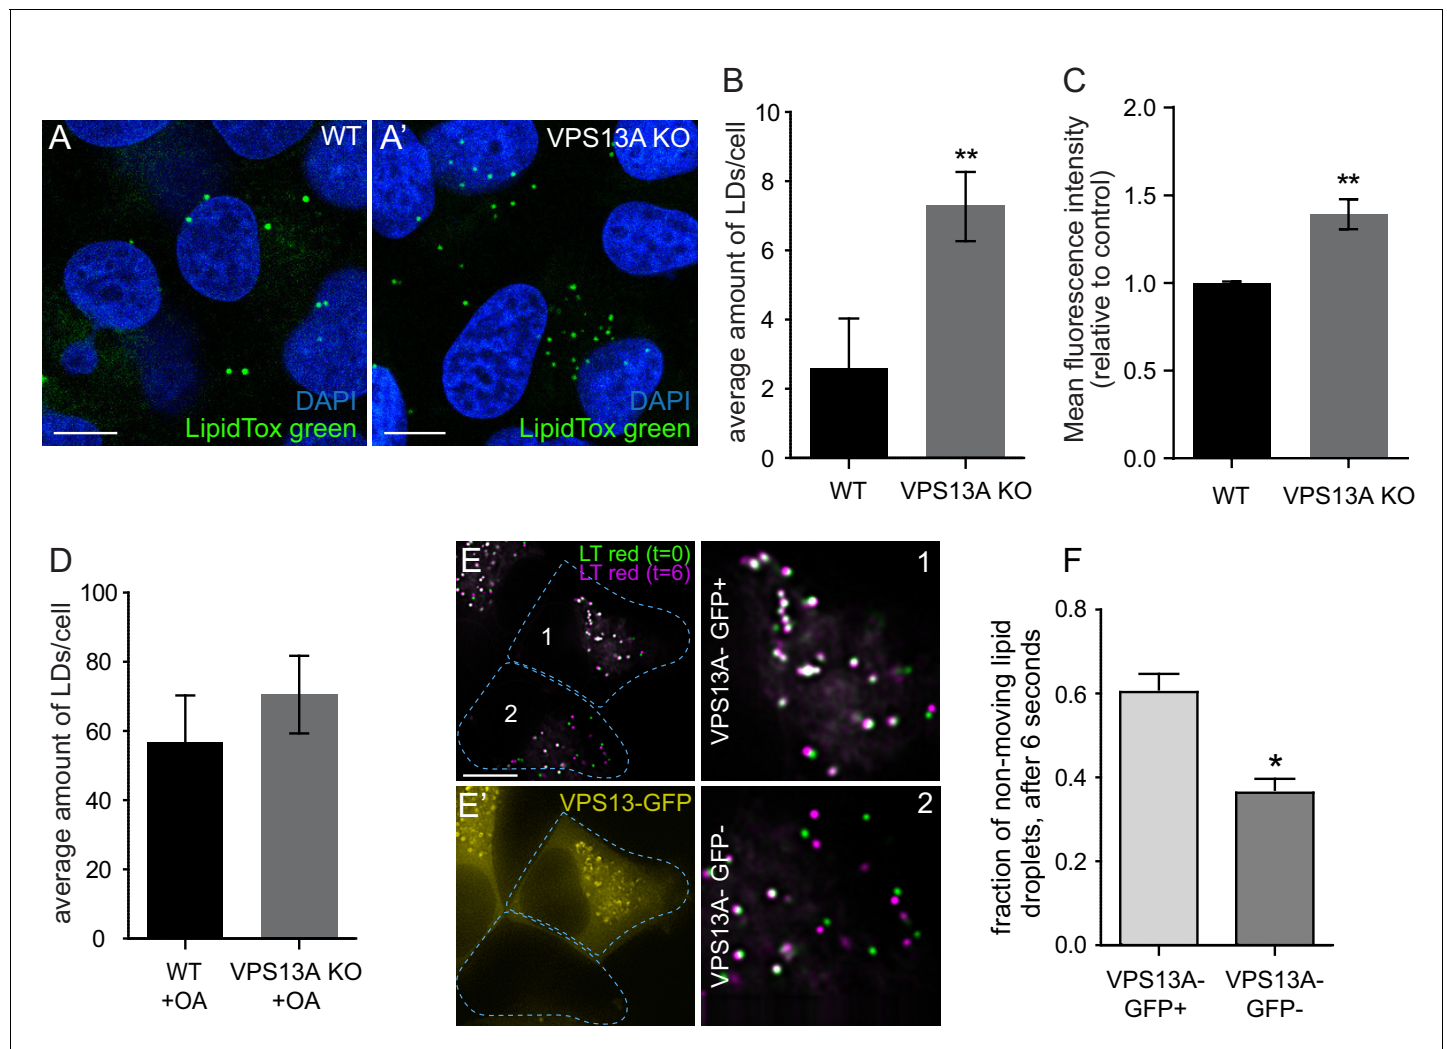 A
WT
DAPI
LipidTox green
A'
VPS13A KO
DAPI
LipidTox green
B
average amount of LDs/cell
10
8
6
4
2
0
**
WT
VPS13A KO
C
Mean fluorescence intensity
(relative to control)
2.0
1.5
1.0
0.5
0.0
**
WT
VPS13A KO
D
average amount of LDs/cell
100
80
60
40
20
0
WT
+OA
VPS13A KO
+OA
E
LT red (t=0)
LT red (t=6)
1
2
E'
VPS13-GFP
1
VPS13A- GFP+
2
VPS13A- GFP-
F
fraction of non-moving lipid
droplets, after 6 seconds
0.8
0.6
0.4
0.2
0.0
*
VPS13A-
GFP+
VPS13A-
GFP-